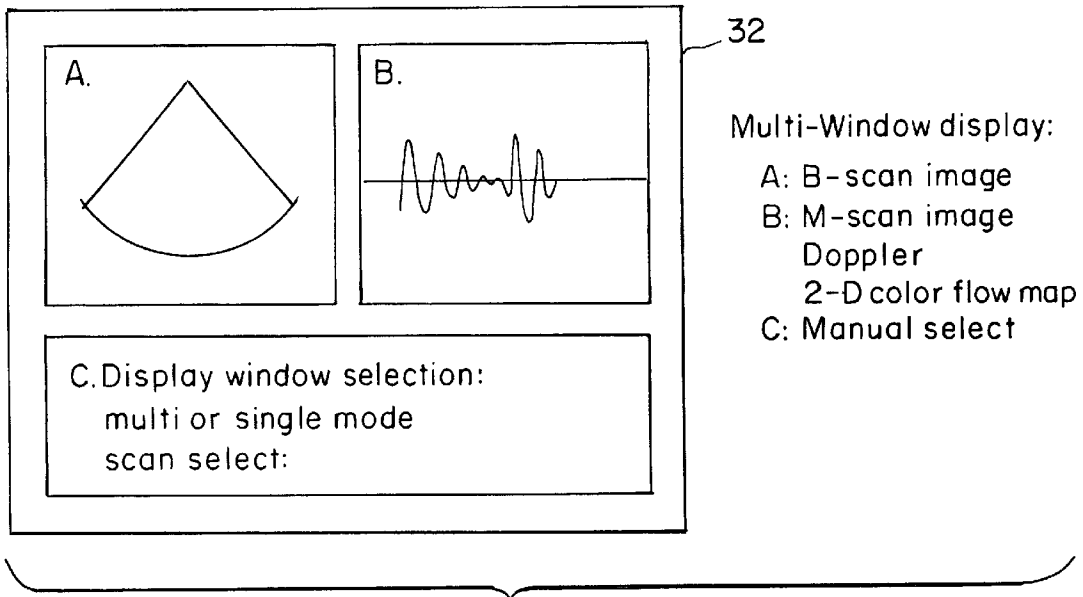 32
A.
B.
C. Display window selection:
multi or single mode
scan select:
Multi-Window display:
A: B-scan image
B: M-scan image
Doppler
2-D color flow map
C: Manual select